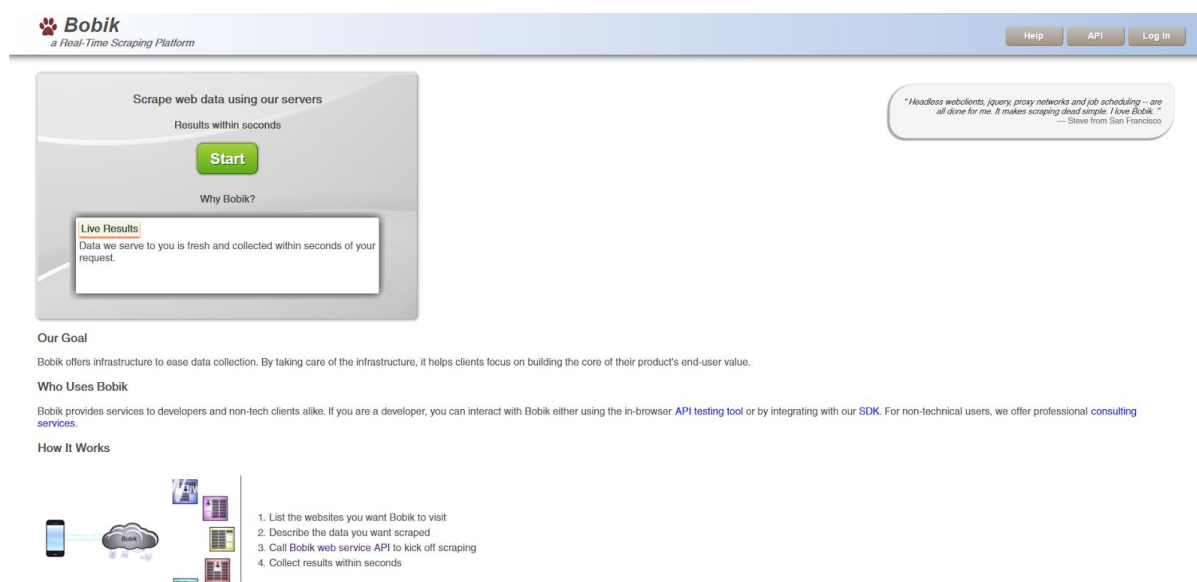 Bobik
a Real-Time Scraping Platform
Help
API
Log In
Scrape web data using our servers
Results within seconds
Start
Why Bobik?
Live Results
Data we serve to you is fresh and collected within seconds of your
request.
" Headless webclients, jquery, proxy networks and job scheduling -- are
all done for me. It makes scraping dead simple. I love Bobik. "
— Steve from San Francisco
Our Goal
Bobik offers infrastructure to ease data collection. By taking care of the infrastructure, it helps clients focus on building the core of their product's end-user value.
Who Uses Bobik
Bobik provides services to developers and non-tech clients alike. If you are a developer, you can interact with Bobik either using the in-browser API testing tool or by integrating with our SDK. For non-technical users, we offer professional consulting
services.
How It Works
Bobik
1. List the websites you want Bobik to visit
2. Describe the data you want scraped
3. Call Bobik web service API to kick off scraping
4. Collect results within seconds